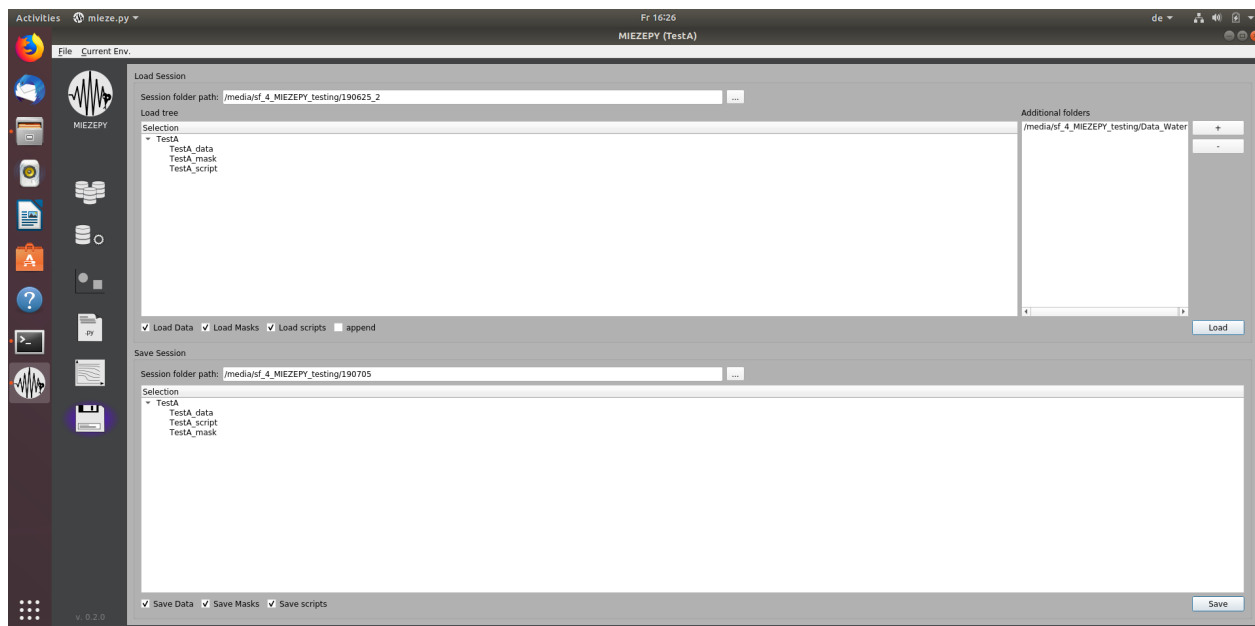 Activities mieze.py Fr 16:26 de
MIEZEPY (TestA)
File Current Env.
MIEZEPY
Load Session
Session folder path: /media/sf_4_MIEZEPY_testing/190625_2 ...
Load tree Additional folders
Selection /media/sf_4_MIEZEPY_testing/Data_Water +
TestA -
TestA_data
TestA_mask
TestA_script
.py
Load Data Load Masks Load scripts append Load
Save Session
Session folder path: /media/sf_4_MIEZEPY_testing/190705 ...
Selection
TestA
TestA_data
TestA_script
TestA_mask
Save Data Save Masks Save scripts Save
v. 0.2.0